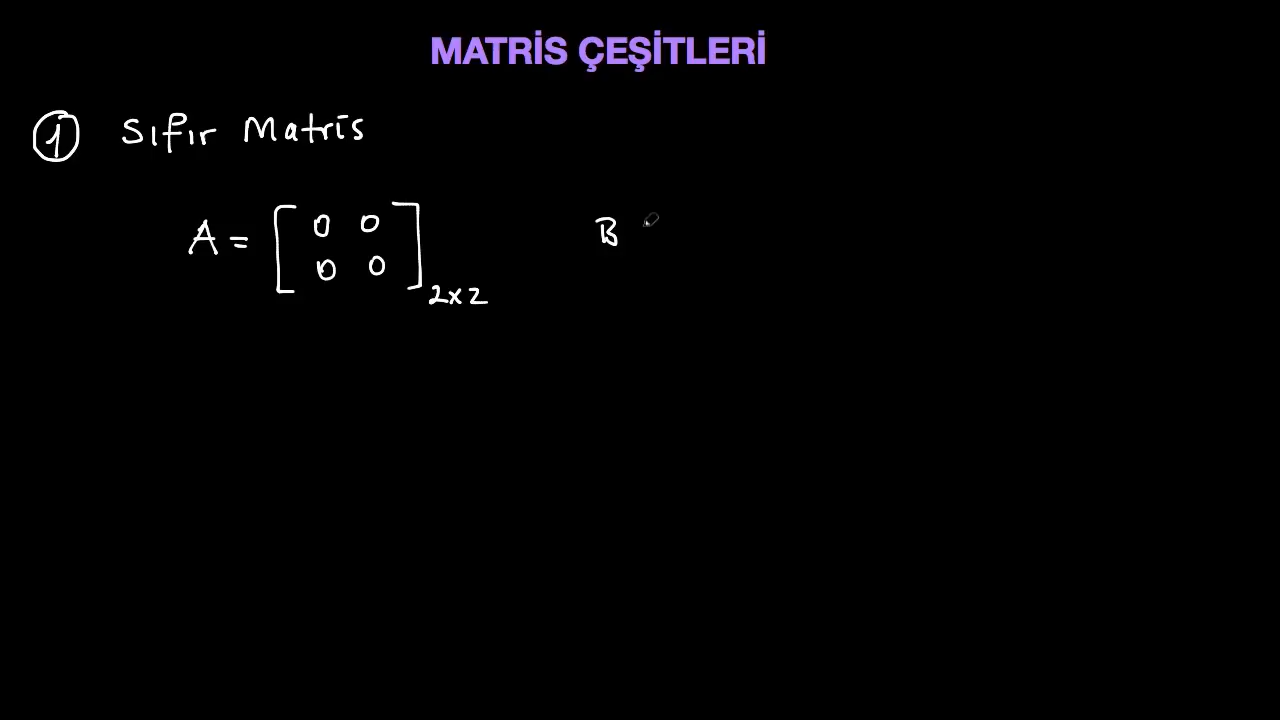 MATRİS ÇEŞİTLERİ
1 Sıfır Matris
A = [ 0 0
0 0 ] 2x2
B